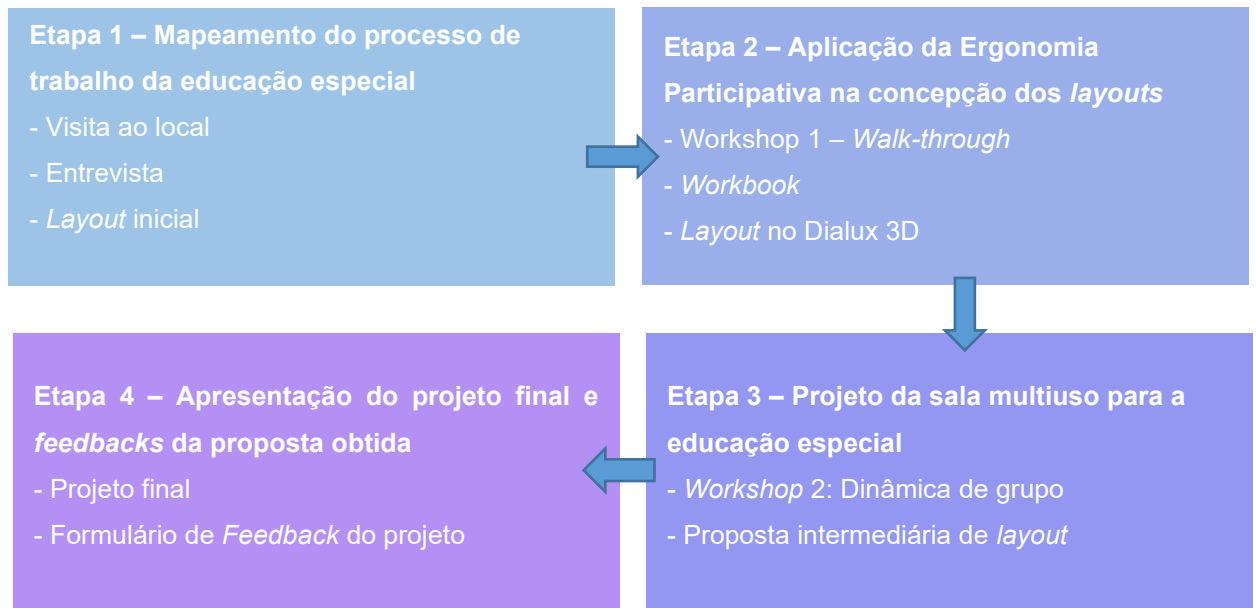 Etapa 1 – Mapeamento do processo de
trabalho da educação especial
- Visita ao local
- Entrevista
- Layout inicial
Etapa 2 – Aplicação da Ergonomia
Participativa na concepção dos layouts
- Workshop 1 – Walk-through
- Workbook
- Layout no Dialux 3D
Etapa 3 – Projeto da sala multiuso para a
educação especial
- Workshop 2: Dinâmica de grupo
- Proposta intermediária de layout
Etapa 4 – Apresentação do projeto final e
feedbacks da proposta obtida
- Projeto final
- Formulário de Feedback do projeto